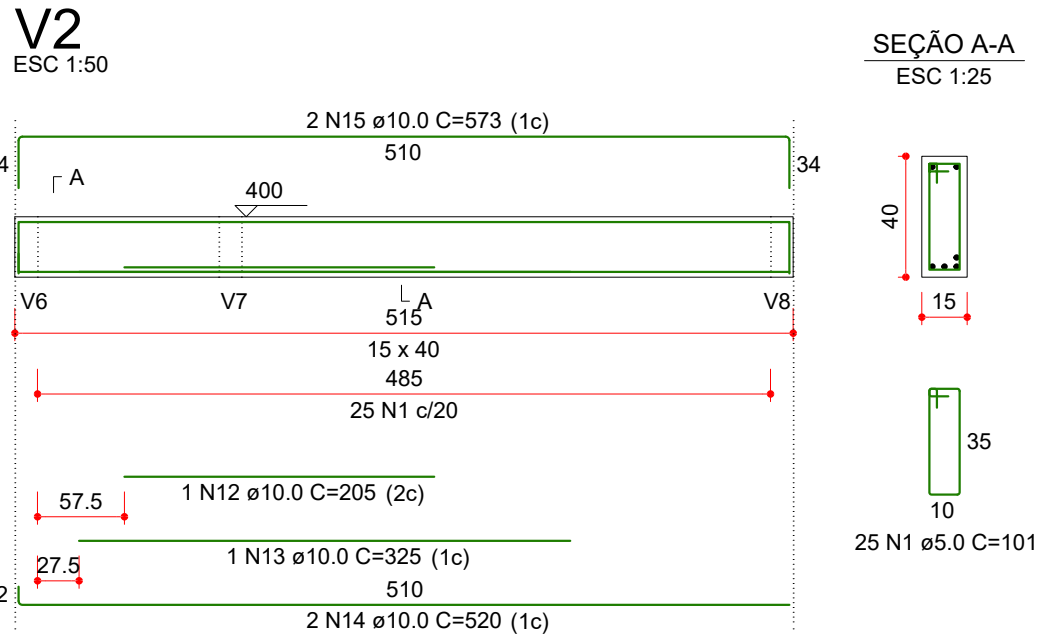 V2
ESC 1:50
SEÇÃO A-A
ESC 1:25
2 N15 ø10.0 C=573 (1c)
510
4
34
A
400
40
15
V6
V7
A
V8
515
15 x 40
485
25 N1 c/20
35
10
25 N1 ø5.0 C=101
1 N12 ø10.0 C=205 (2c)
57.5
1 N13 ø10.0 C=325 (1c)
27.5
510
2
2 N14 ø10.0 C=520 (1c)